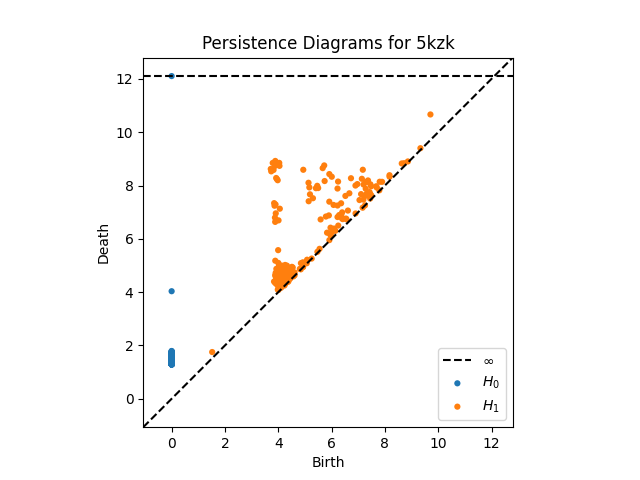 Persistence Diagrams for 5kzk
Death
12
10
8
6
4
2
0
∞
H₀
H₁
0 2 4 6 8 10 12
Birth